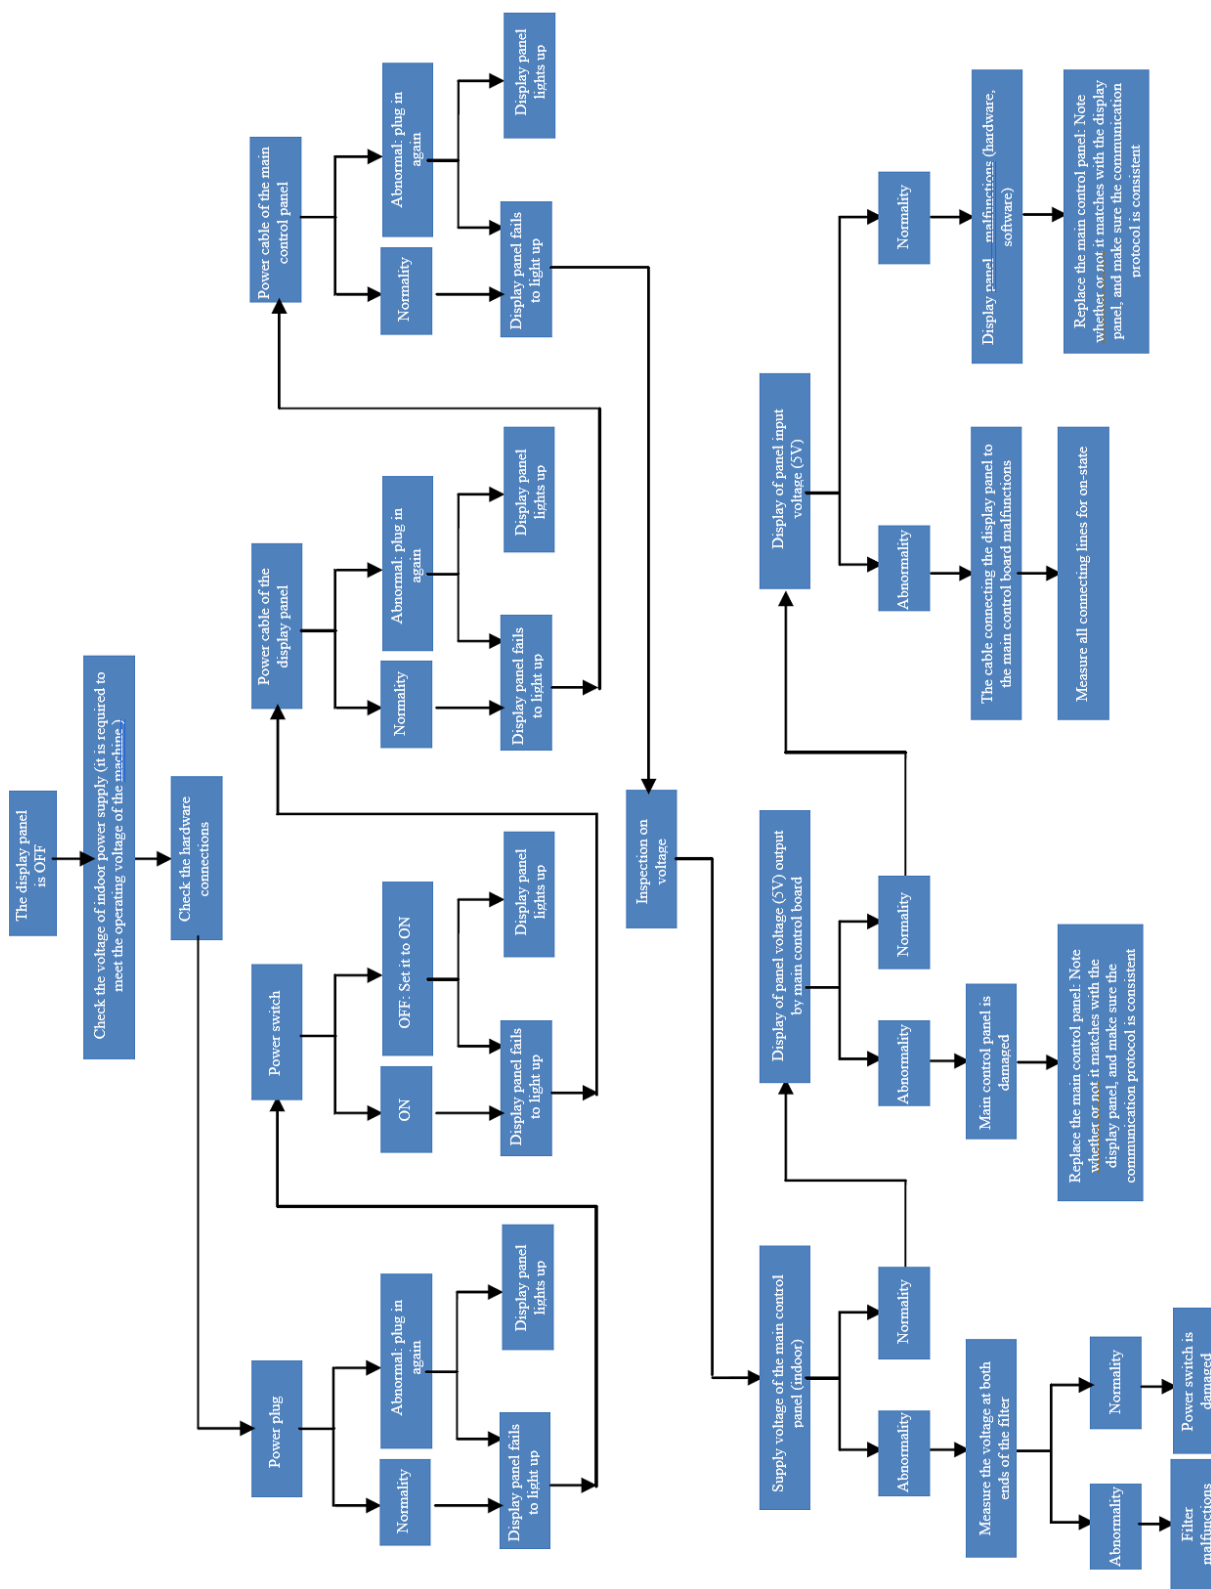 The display panel
is OFF
Check the voltage of indoor power supply (it is required to
meet the operating voltage of the machine.)
Check the hardware
connections
Power plug
Normality
Abnormal: plug in
again
Display panel fails
to light up
Display panel
lights up
Power switch
ON
OFF: Set it to ON
Display panel fails
to light up
Display panel
lights up
Power cable of the
display panel
Normality
Abnormal: plug in
again
Display panel fails
to light up
Display panel
lights up
Power cable of the main
control panel
Normality
Abnormal: plug in
again
Display panel fails
to light up
Display panel
lights up
Inspection on
voltage
Supply voltage of the main control
panel (indoor)
Abnormality
Normality
Measure the voltage at both
ends of the filter
Abnormality
Normality
Filter
malfunctions
Power switch is
damaged
Display of panel voltage (5V) output
by main control board
Abnormality
Normality
Main control panel is
damaged
Replace the main control panel: Note
whether or not it matches with the
display panel, and make sure the
communication protocol is consistent
Display of panel input
voltage (5V)
Abnormality
Normality
The cable connecting the display panel to
the main control board malfunctions
Measure all connecting lines for on-state
Display panel malfunctions (hardware,
software)
Replace the main control panel: Note
whether or not it matches with the display
panel, and make sure the communication
protocol is consistent